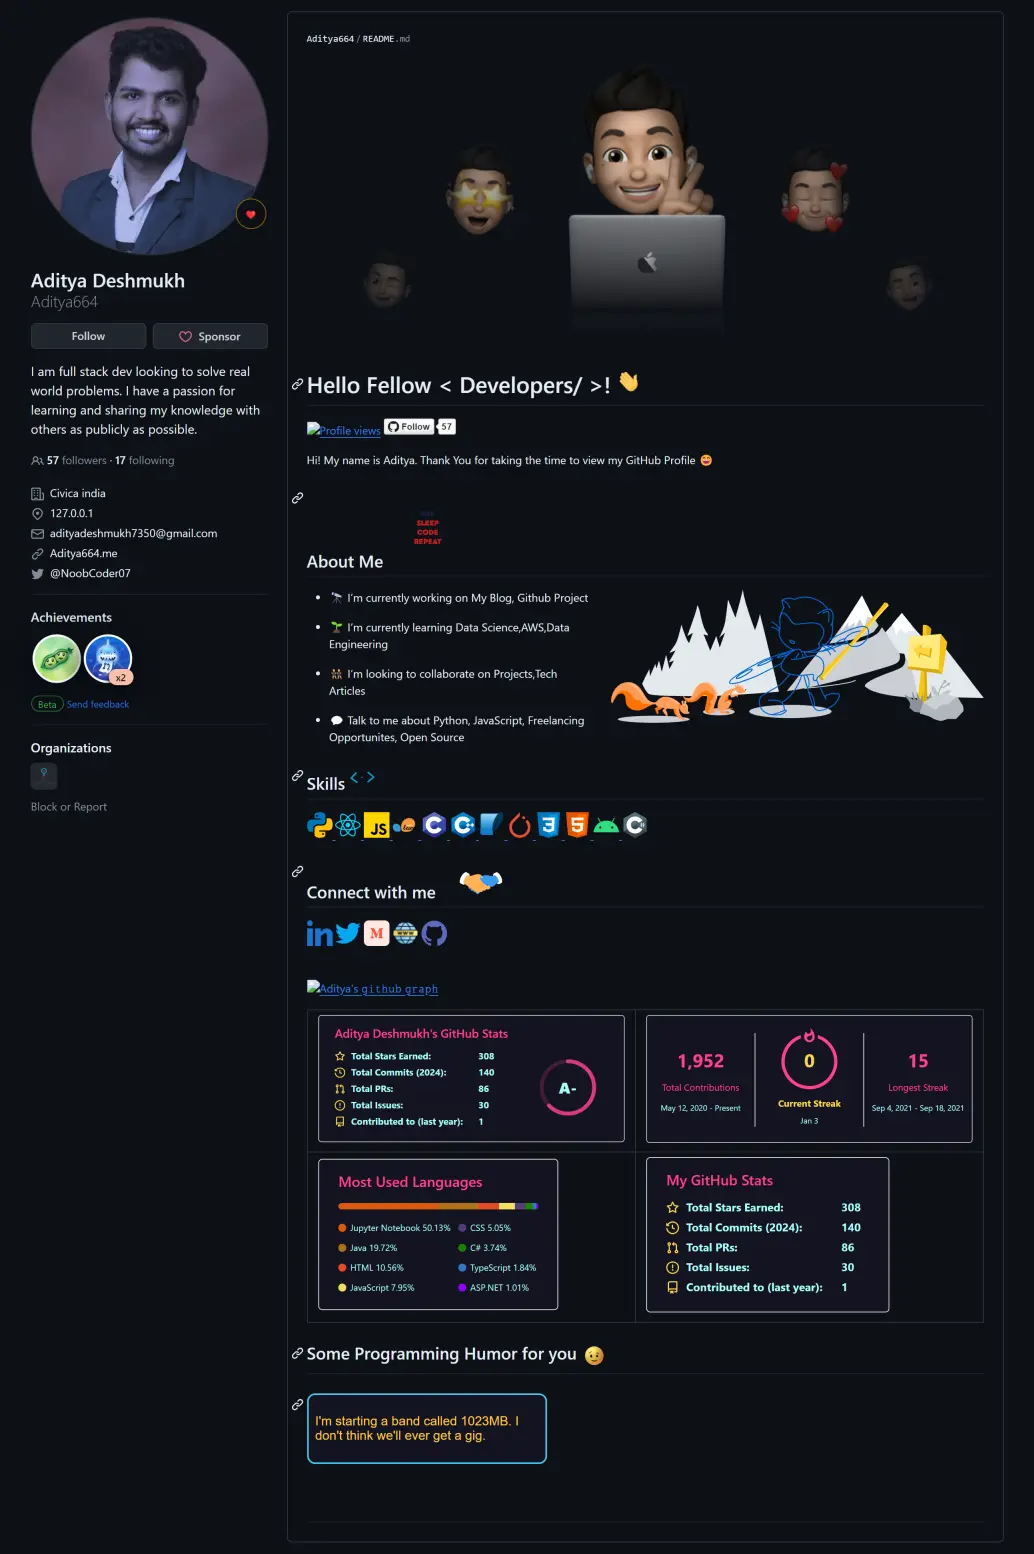 Aditya Deshmukh
Aditya664
Follow
Sponsor
I am full stack dev looking to solve real
world problems. I have a passion for
learning and sharing my knowledge with
others as publicly as possible.
57 followers · 17 following
Civica india
127.0.0.1
adityadeshmukh7350@gmail.com
Aditya664.me
@NoobCoder07
Achievements
x2
Beta Send feedback
Organizations
Block or Report
Aditya664 / README.md
Hello Fellow < Developers/ >! 👋
Profile views Follow 57
Hi! My name is Aditya. Thank You for taking the time to view my GitHub Profile 😄
SLEEP
CODE
REPEAT
About Me
• 🔭 I'm currently working on My Blog, Github Project
• 🌱 I'm currently learning Data Science,AWS,Data
Engineering
• 👯 I'm looking to collaborate on Projects,Tech
Articles
• 💬 Talk to me about Python, JavaScript, Freelancing
Opportunites, Open Source
Skills < · >
JS C C++ 3 5 C#
Connect with me
in M WWW
Aditya's github graph
Aditya Deshmukh's GitHub Stats
Total Stars Earned: 308
Total Commits (2024): 140
Total PRs: 86
Total Issues: 30
Contributed to (last year): 1
A-
1,952
Total Contributions
May 12, 2020 - Present
0
Current Streak
Jan 3
15
Longest Streak
Sep 4, 2021 - Sep 18, 2021
Most Used Languages
Jupyter Notebook 50.13% CSS 5.05%
Java 19.72% C# 3.74%
HTML 10.56% TypeScript 1.84%
JavaScript 7.95% ASP.NET 1.01%
My GitHub Stats
Total Stars Earned: 308
Total Commits (2024): 140
Total PRs: 86
Total Issues: 30
Contributed to (last year): 1
Some Programming Humor for you 😉
I'm starting a band called 1023MB. I
don't think we'll ever get a gig.